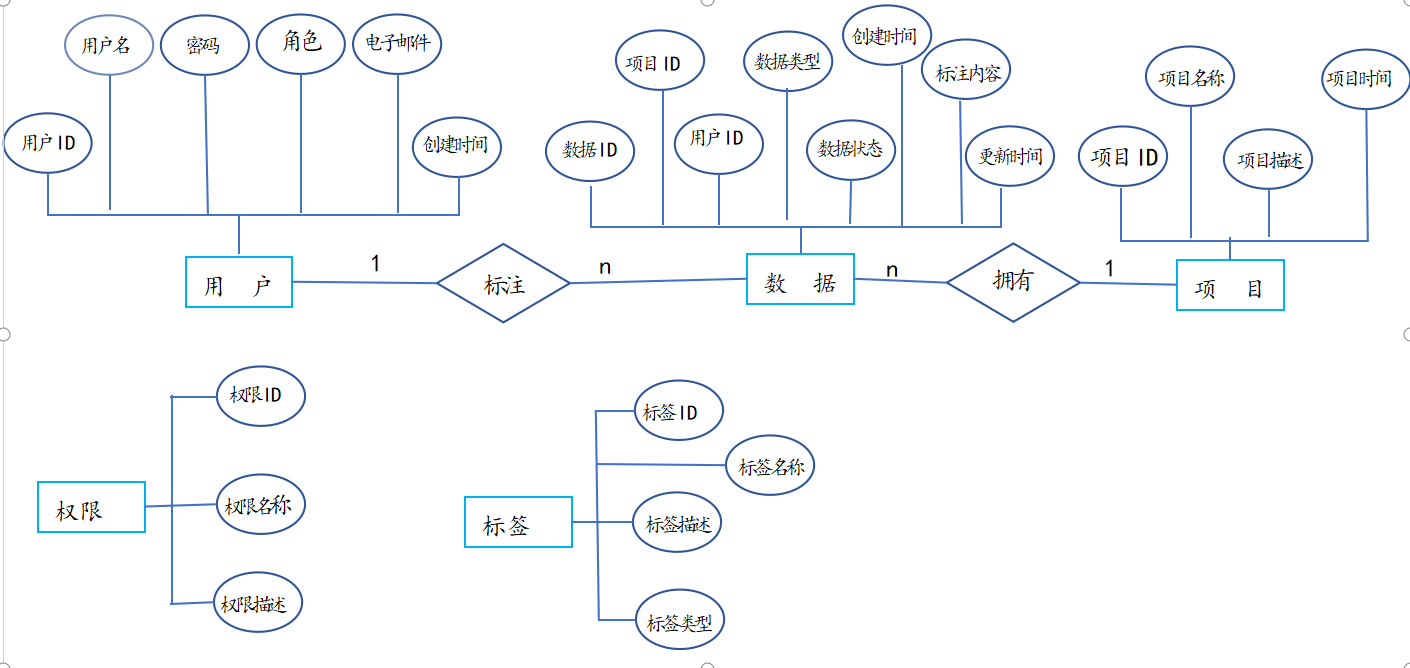 用户名
密码
角色
电子邮件
用户ID
创建时间
项目ID
数据类型
创建时间
标注内容
数据ID
用户ID
数据状态
更新时间
项目名称
项目时间
项目ID
项目描述
用 户
1
标注
n
数 据
n
拥有
1
项 目
权限ID
权限名称
权限描述
权限
标签ID
标签名称
标签描述
标签类型
标签